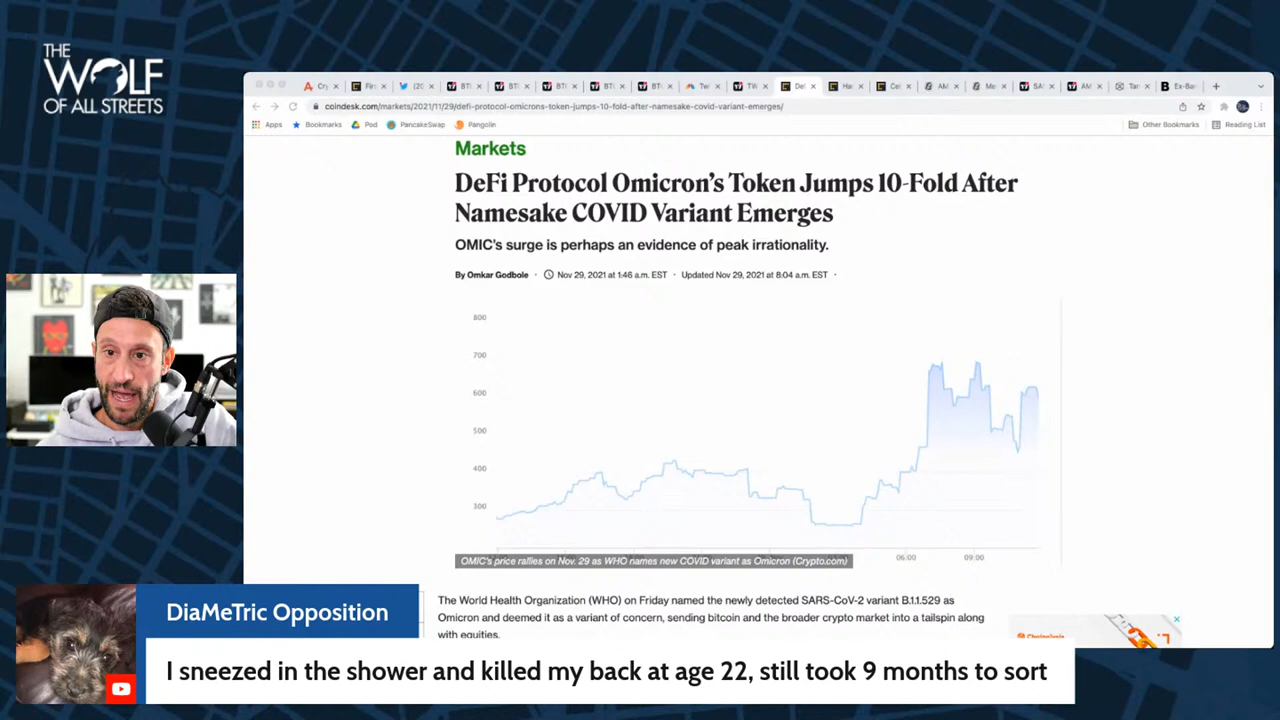 THE
WOLF
OF ALL STREETS
coindesk.com/markets/2021/11/29/defi-protocol-omicrons-token-jumps-10-fold-after-namesake-covid-variant-emerges/
Apps Bookmarks Pod PancakeSwap Pangolin Other Bookmarks Reading List
Markets
DeFi Protocol Omicron's Token Jumps 10-Fold After
Namesake COVID Variant Emerges
OMIC's surge is perhaps an evidence of peak irrationality.
By Omkar Godbole · Nov 29, 2021 at 1:46 a.m. EST · Updated Nov 29, 2021 at 8:04 a.m. EST ·
800
700
600
500
400
300
06:00 09:00
OMIC's price rallies on Nov. 29 as WHO names new COVID variant as Omicron (Crypto.com)
The World Health Organization (WHO) on Friday named the newly detected SARS-CoV-2 variant B.1.1.529 as
Omicron and deemed it as a variant of concern, sending bitcoin and the broader crypto market into a tailspin along
with equities.
Chainalysis
DiaMeTric Opposition
I sneezed in the shower and killed my back at age 22, still took 9 months to sort